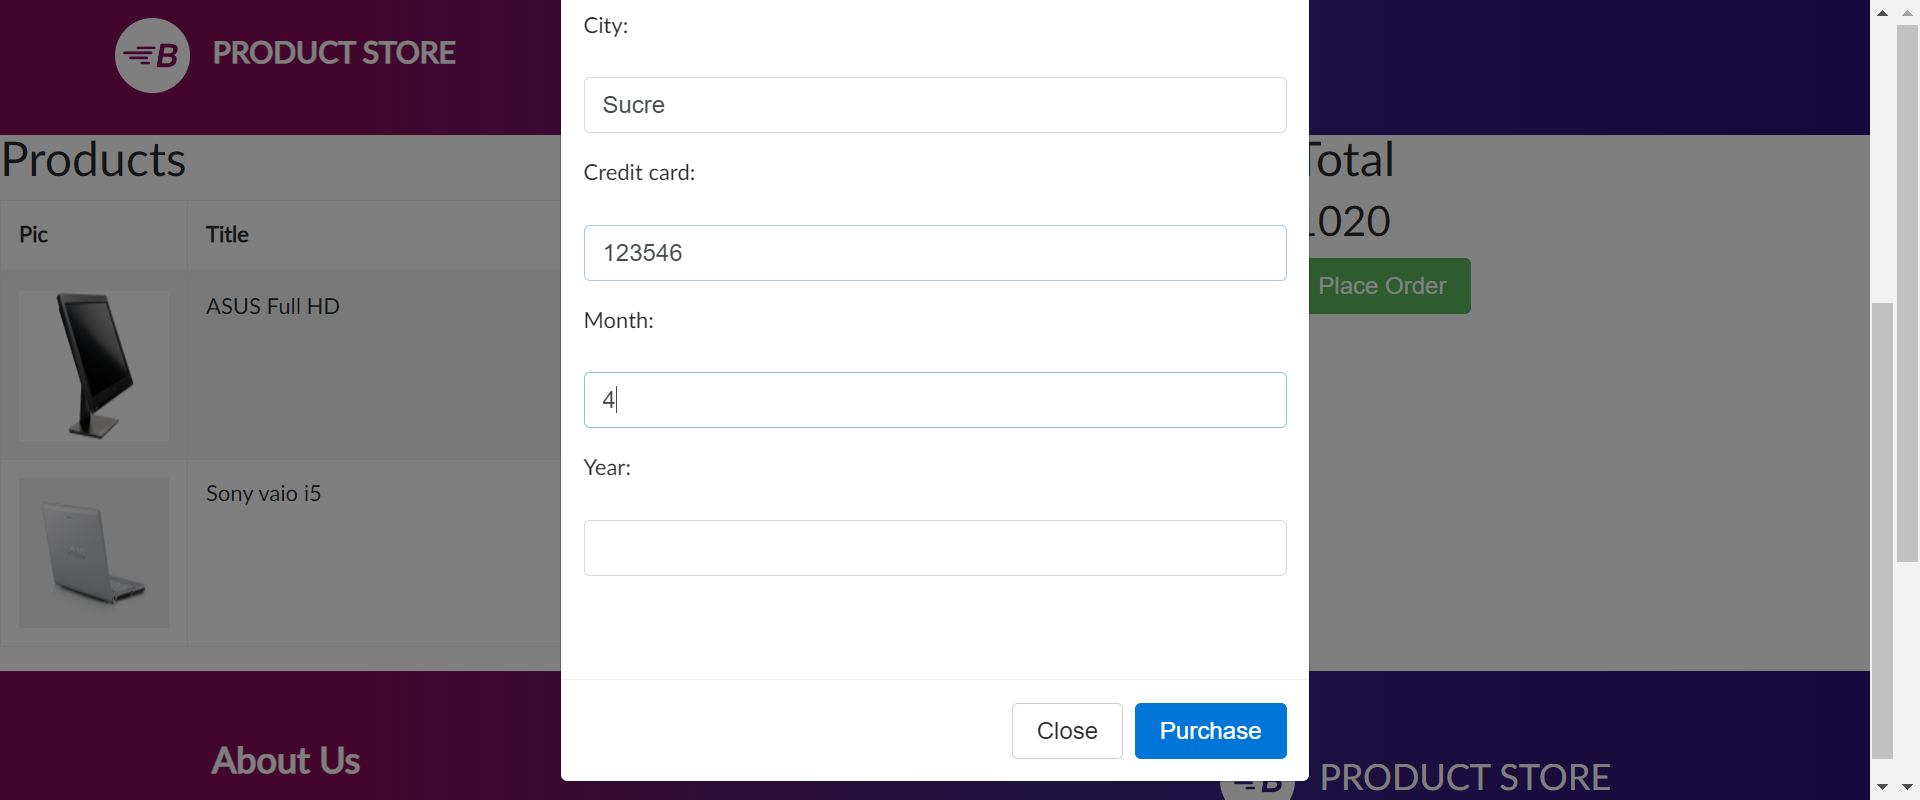 B PRODUCT STORE
Products
Pic Title
ASUS Full HD
Sony vaio i5
City:
Sucre
Credit card:
123546
Month:
4
Year:
Close Purchase
Total
1020
Place Order
About Us
B PRODUCT STORE